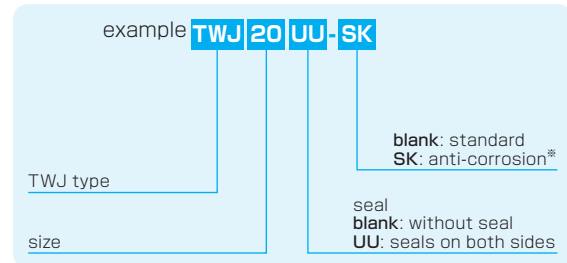 example TWJ 20 UU - SK
blank: standard
SK: anti-corrosion※
TWJ type
seal
blank: without seal
size
UU: seals on both sides